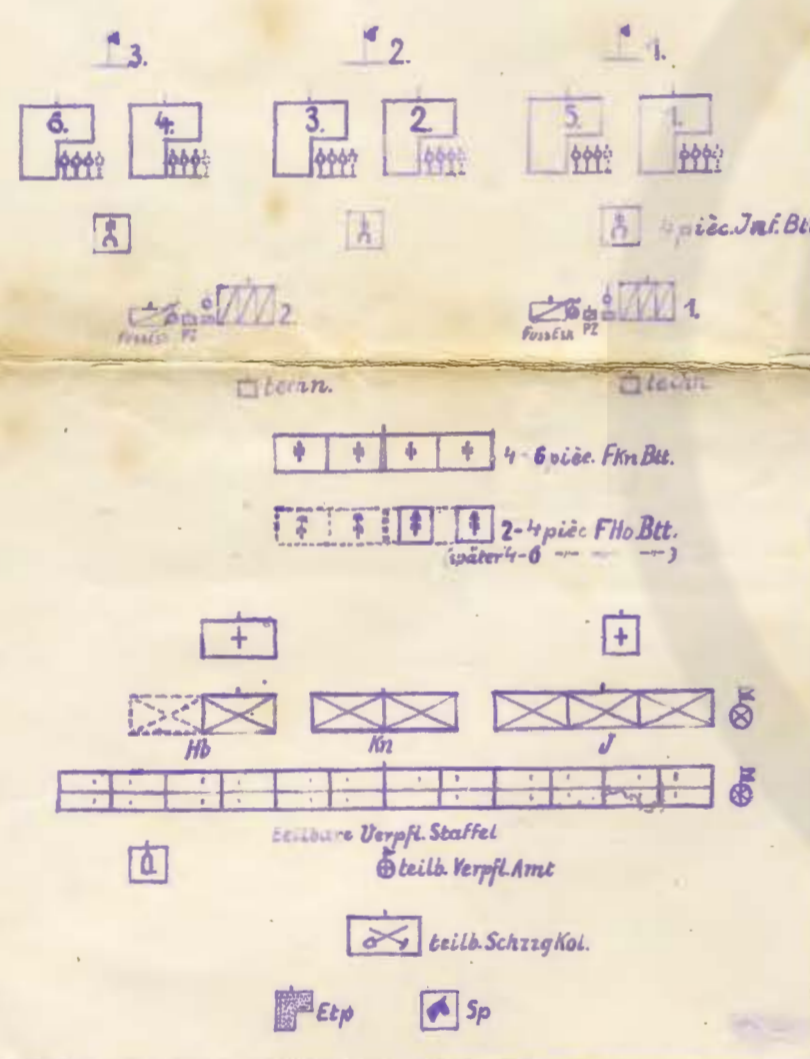 3. 2. 1.
6. 4. 3. 2. 5. 1.
4 pièc. Inf. Btt
2 1.
FussEsk PZ FussEsk PZ
techn. techn.
4-6 pièc. FKn Btt.
2-4 pièc FHo. Btt.
(später 4-6 — — —)
Hb Kn J
teilbare Verpfl. Staffel
a teilb. Verpfl. Amt
teilb. Schzzg Kol.
Etp Sp